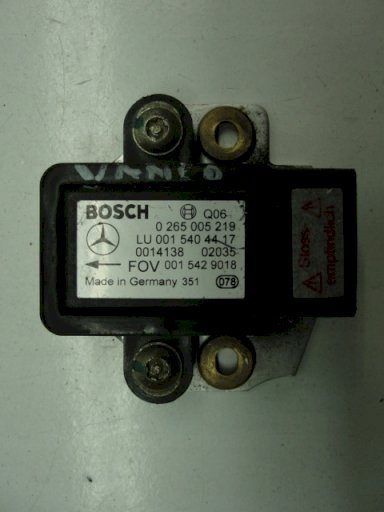 VANEO
BOSCH Q06
0 265 005 219
LU 001 540 44 17
0014138 02035
FOV 001 542 9018
Made in Germany 351 078
Stoss-
empfindlich